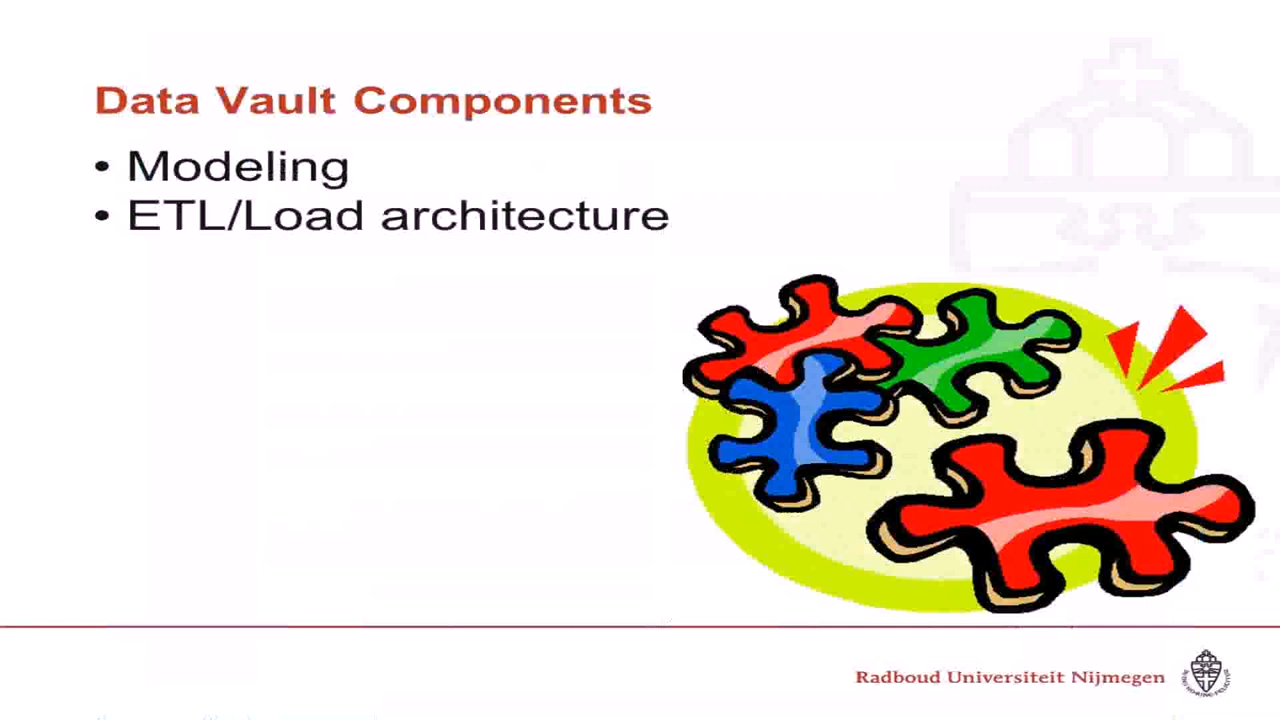 Data Vault Components
• Modeling
• ETL/Load architecture
Radboud Universiteit Nijmegen